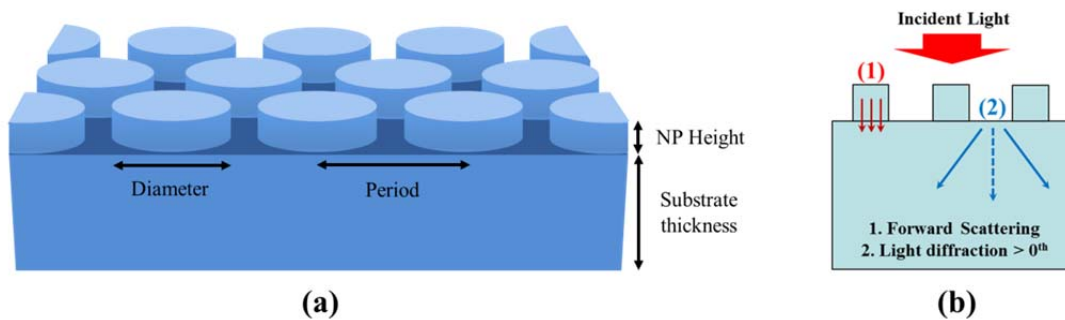 NP Height
Diameter
Period
Substrate
thickness
(a)
Incident Light
(1)
(2)
1. Forward Scattering
2. Light diffraction > 0th
(b)